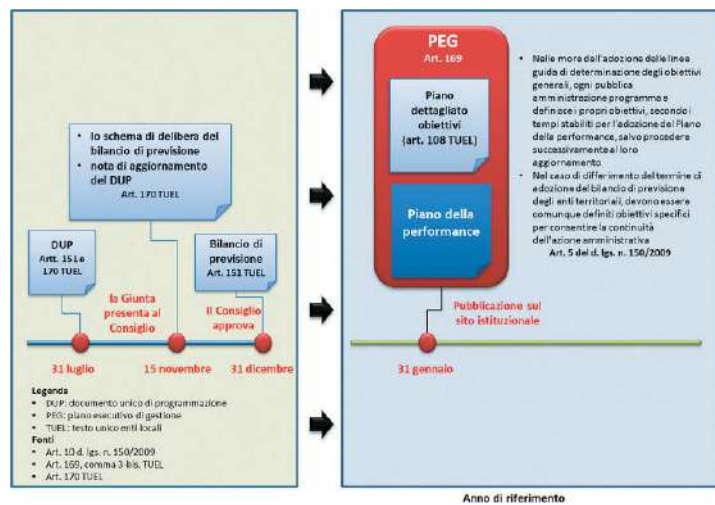 • lo schema di delibera del
bilancio di previsione
• nota di aggiornamento
del DUP
Art. 170 TUEL
DUP
Artt. 151 e
170 TUEL
Bilancio di
previsione
Art. 151 TUEL
la Giunta
presenta al
Consiglio
Il Consiglio
approva
31 luglio
15 novembre
31 dicembre
Legenda
• DUP: documento unico di programmazione
• PEG: piano esecutivo di gestione
• TUEL: testo unico enti locali
Fonti
• Art. 10 d. lgs. n. 150/2009
• Art. 169, comma 3-bis, TUEL
• Art. 170 TUEL
PEG
Art. 169
Piano
dettagliato
obiettivi
(art. 108 TUEL)
Piano della
performance
• Nelle more dell'adozione delle linea
guida di determinazione degli obiettivi
generali, ogni pubblica
amministrazione programma e
definisce i propri obiettivi, secondo i
tempi stabiliti per l'adozione del Piano
della performance, salvo procedere
successivamente al loro
aggiornamento
• Nel caso di differimento del termine di
adozione del bilancio di previsione
degli enti territoriali, devono essere
comunque definiti obiettivi specifici
per consentire la continuità
dell'azione amministrativa
Art. 5 del d. lgs. n. 150/2009
Pubblicazione sul
sito istituzionale
31 gennaio
Anno di riferimento